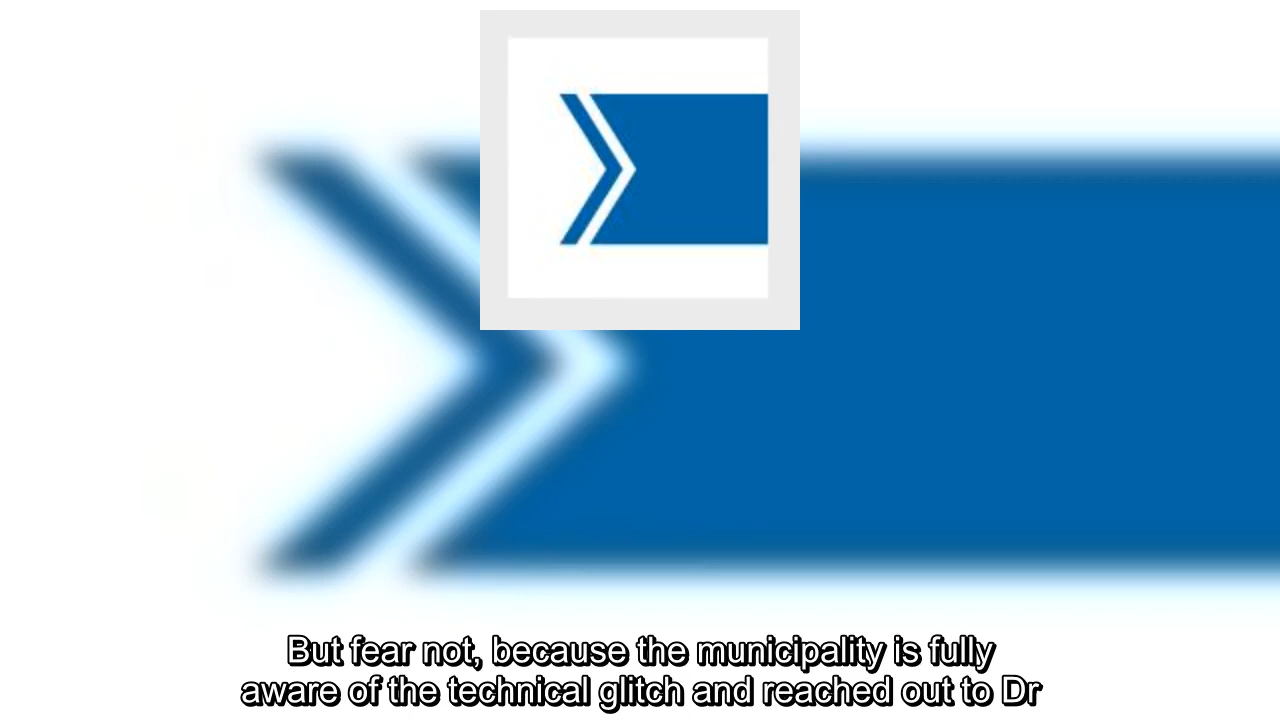 But fear not, because the municipality is fully
aware of the technical glitch and reached out to Dr